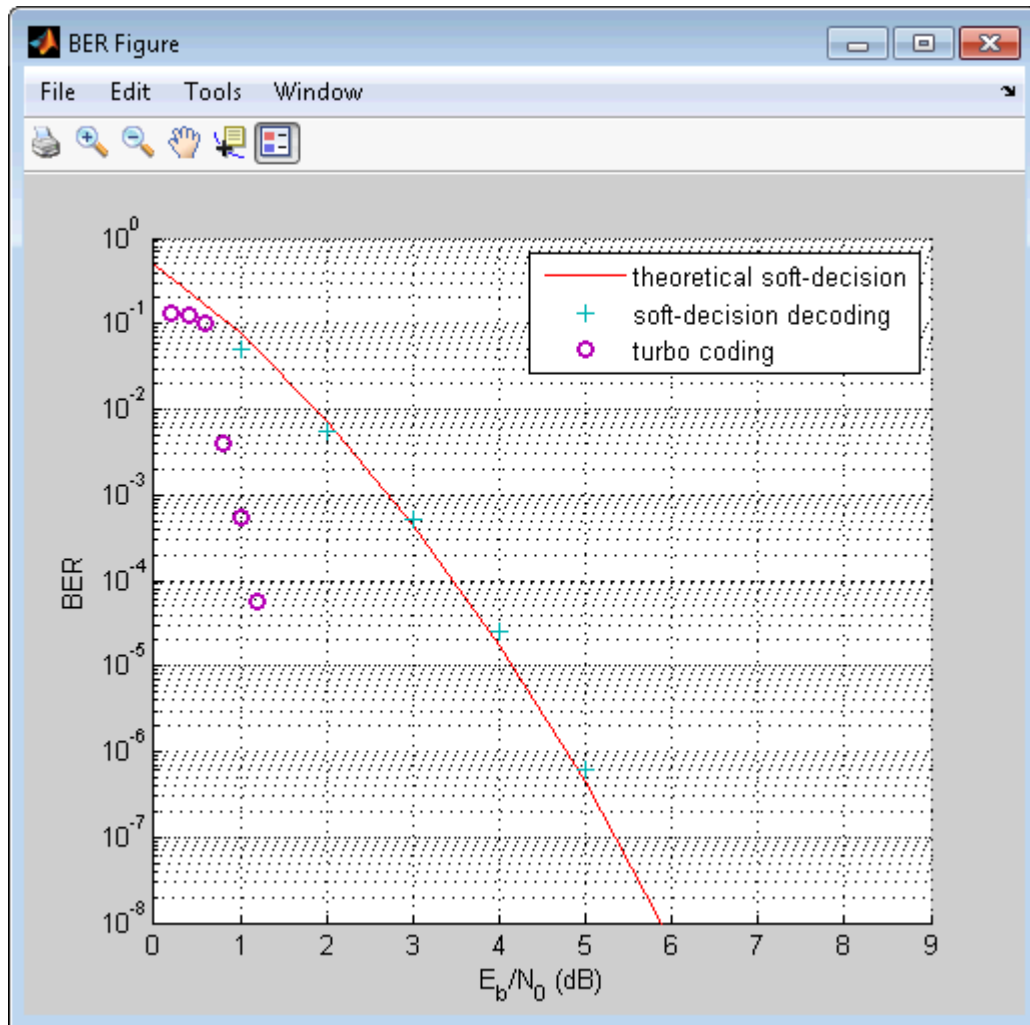 BER Figure
File Edit Tools Window
10^0
10^-1
10^-2
10^-3
10^-4
10^-5
10^-6
10^-7
10^-8
BER
theoretical soft-decision
soft-decision decoding
turbo coding
0 1 2 3 4 5 6 7 8 9
E_b/N_0 (dB)